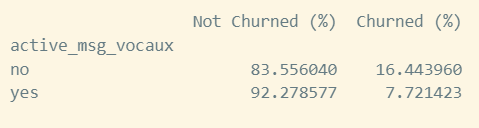 Not Churned (%) Churned (%)
active_msg_vocaux
no 83.556040 16.443960
yes 92.278577 7.721423